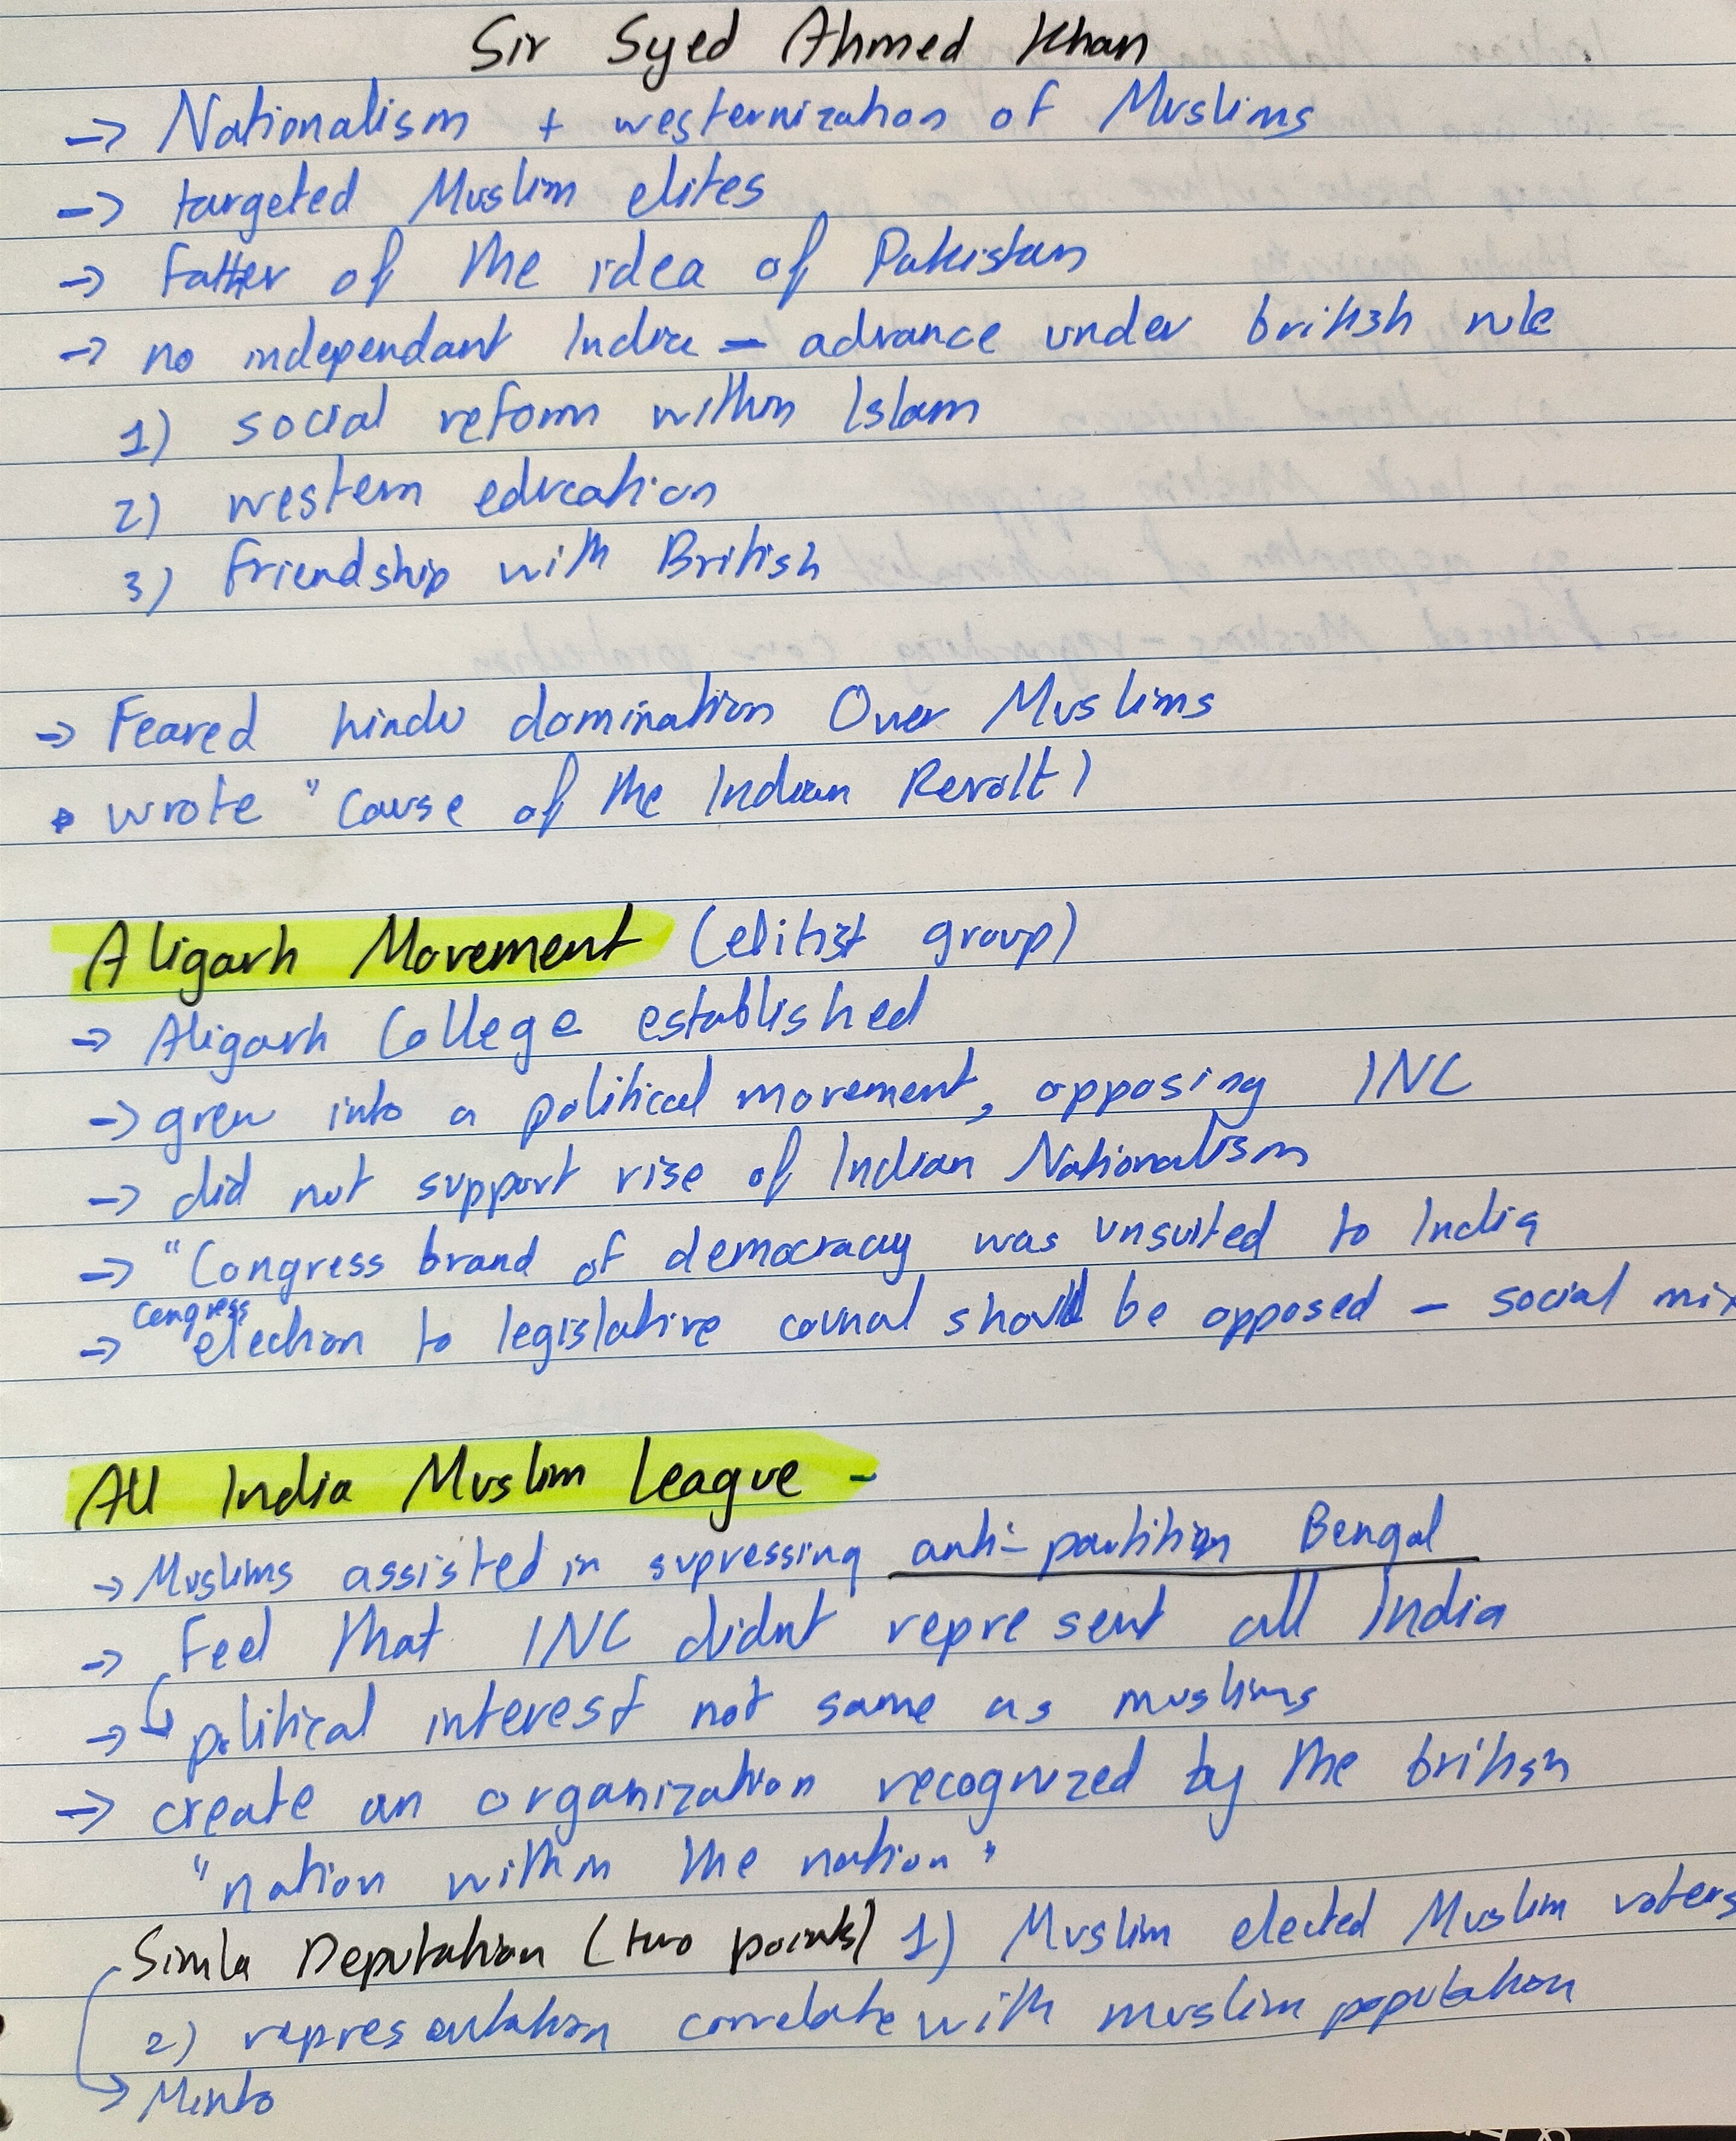 Sir Syed Ahmed Khan
→ Nationalism + westernization of Muslims
→ targeted Muslim elites
→ father of the idea of Pakistan
→ no independant India – advance under british rule
1) social reform within Islam
2) western education
3) friendship with British
→ Feared hindu domination Over Muslims
• wrote "Cause of the Indian Revolt)
Aligarh Movement (elitist group)
→ Aligarh College established
→ grew into a political movement, opposing INC
→ did not support rise of Indian Nationalism
→ "Congress brand of democracy was unsuited to India
Congress
→ election to legislative council should be opposed – social mix
All India Muslim League –
→ Muslims assisted in supressing anti-partition Bengal
→ Feel that INC didnt represent all India
→ ↳ political interest not same as muslims
→ create an organization recognized by the british
"nation within the nation"
Simla Deputation (two points) 1) Muslim elected Muslim voters
2) representation correlate with muslim population
→ Minto